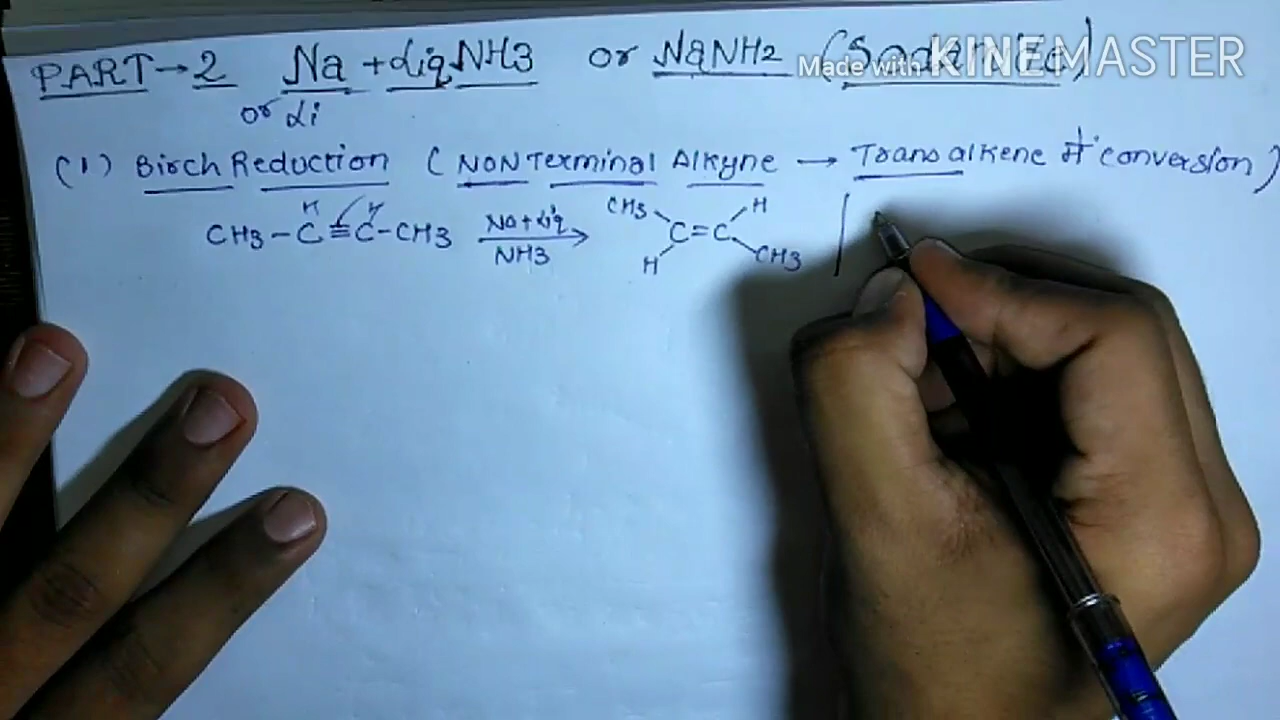 PART→2 Na + Liq NH3 or NaNH2 (Sodamide)
or Li
Made with KINEMASTER
(1) Birch Reduction (NON Terminal Alkyne → Trans alkene में conversion)
H H
CH3-C≡C-CH3 Na+Liq NH3 → CH3 H C=C H CH3